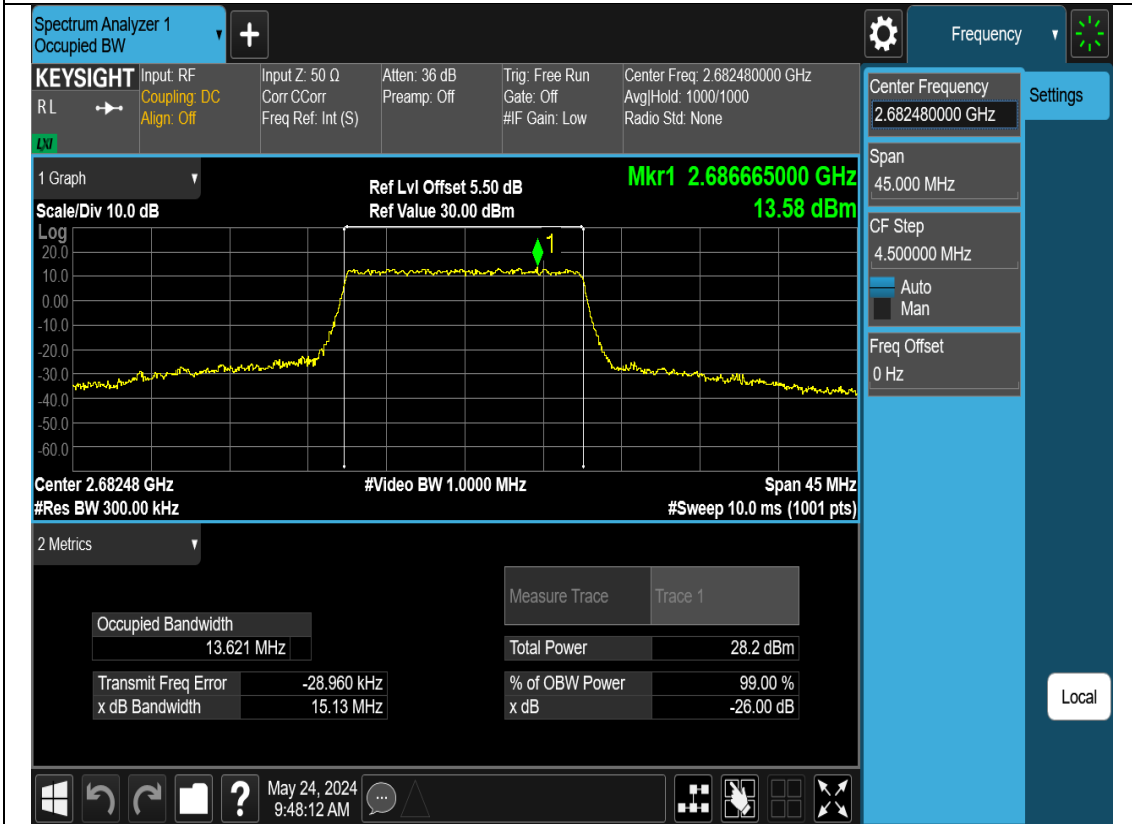 Spectrum Analyzer 1
Occupied BW
Frequency
KEYSIGHT
RL
LXI
Input: RF
Coupling: DC
Align: Off
Input Z: 50 Ω
Corr CCorr
Freq Ref: Int (S)
Atten: 36 dB
Preamp: Off
Trig: Free Run
Gate: Off
#IF Gain: Low
Center Freq: 2.682480000 GHz
Avg|Hold: 1000/1000
Radio Std: None
Center Frequency
2.682480000 GHz
Settings
Span
45.000 MHz
CF Step
4.500000 MHz
Auto
Man
Freq Offset
0 Hz
Local
1 Graph
Scale/Div 10.0 dB
Ref Lvl Offset 5.50 dB
Ref Value 30.00 dBm
Mkr1 2.686665000 GHz
13.58 dBm
Log
1
20.0
10.0
0.00
-10.0
-20.0
-30.0
-40.0
-50.0
-60.0
Center 2.68248 GHz
#Video BW 1.0000 MHz
Span 45 MHz
#Res BW 300.00 kHz
#Sweep 10.0 ms (1001 pts)
2 Metrics
Measure Trace
Trace 1
Occupied Bandwidth
13.621 MHz
Total Power
28.2 dBm
Transmit Freq Error
-28.960 kHz
% of OBW Power
99.00 %
x dB Bandwidth
15.13 MHz
x dB
-26.00 dB
?
May 24, 2024
9:48:12 AM